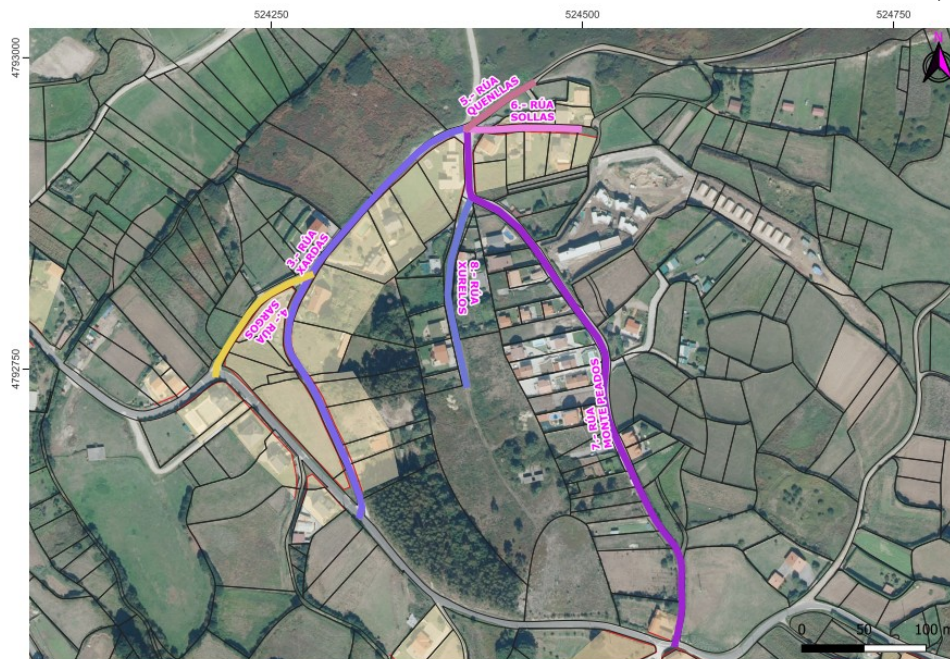 524250
524500
524750
4793000
4792750
N
5.- RÚA
QUENLLAS
6.- RÚA
SOLLAS
3.- RÚA
XARDAS
4.- RÚA
SARGOS
8.- RÚA
XURELOS
7.- RÚA
MONTE PEADOS
0 50 100 m